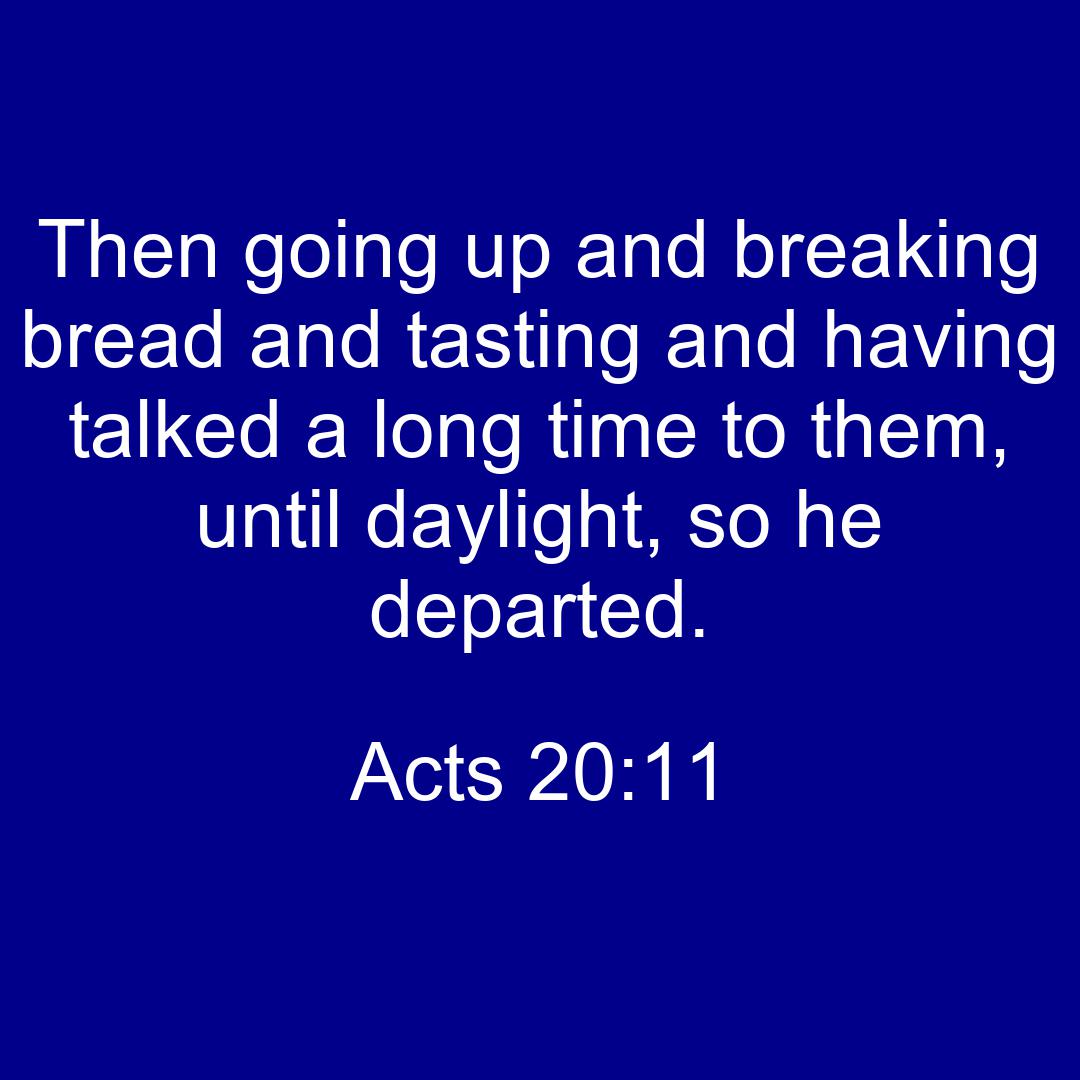 Then going up and breaking
bread and tasting and having
talked a long time to them,
until daylight, so he
departed.
Acts 20:11